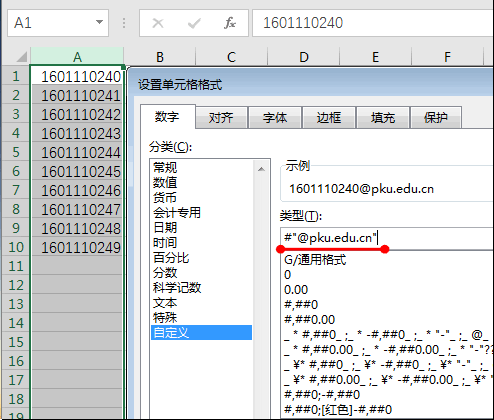 A1 fx 1601110240
A B C D E F
1 1601110240
2 1601110241
3 1601110242
4 1601110243
5 1601110244
6 1601110245
7 1601110246
8 1601110247
9 1601110248
10 1601110249
11
12
13
14
15
16
17
18
设置单元格格式
数字 对齐 字体 边框 填充 保护
分类(C):
常规
数值
货币
会计专用
日期
时间
百分比
分数
科学记数
文本
特殊
自定义
示例
1601110240@pku.edu.cn
类型(T):
#"@pku.edu.cn"
G/通用格式
0
0.00
#,##0
#,##0.00
_ * #,##0_ ;_ * -#,##0_ ;_ * "-"_ ;_ @_
_ * #,##0.00_ ;_ * -#,##0.00_ ;_ * "-"??
_ ¥* #,##0_ ;_ ¥* -#,##0_ ;_ ¥* "-"_ ;_
_ ¥* #,##0.00_ ;_ ¥* -#,##0.00_ ;_ ¥* "
#,##0;-#,##0
#,##0;[红色]-#,##0